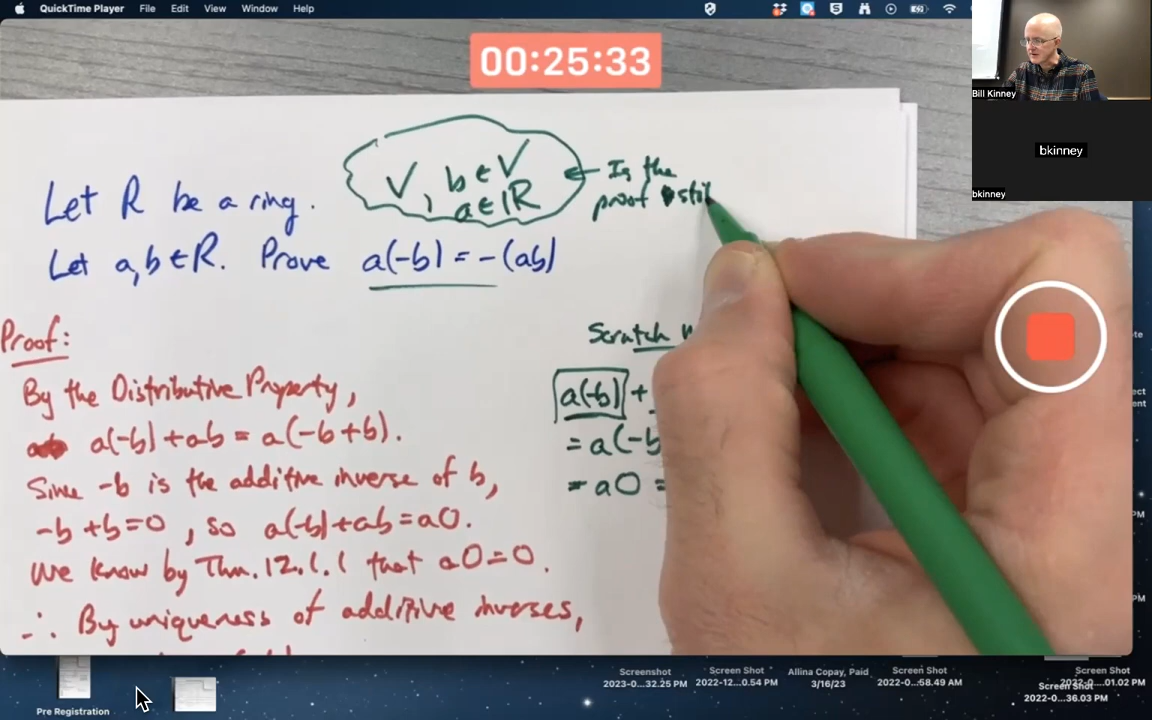 QuickTime Player File Edit View Window Help
00:25:33
Bill Kinney
bkinney
bkinney
Let R be a ring.
V, b ∈ V
a ∈ ℝ
← Is the
proof sti
Let a, b ∈ R. Prove a(-b) = -(ab)
Proof:
By the Distributive Property,
a(-b) + ab = a(-b+b).
Since -b is the additive inverse of b,
-b + b = 0, so a(-b) + ab = a0.
We know by Thm. 12.1.1 that a0 = 0.
∴ By uniqueness of additive inverses,
Scratch W
a(-b) +
= a(-b
= a0 =
Pre Registration
Screenshot
2023-0...32.25 PM
Screen Shot
2022-12...0.54 PM
Allina Copay, Paid
3/16/23
Screen Shot
2022-0...58.49 AM
Screen Shot
2022-0....01.02 PM
Screen Shot
2022-0...36.03 PM